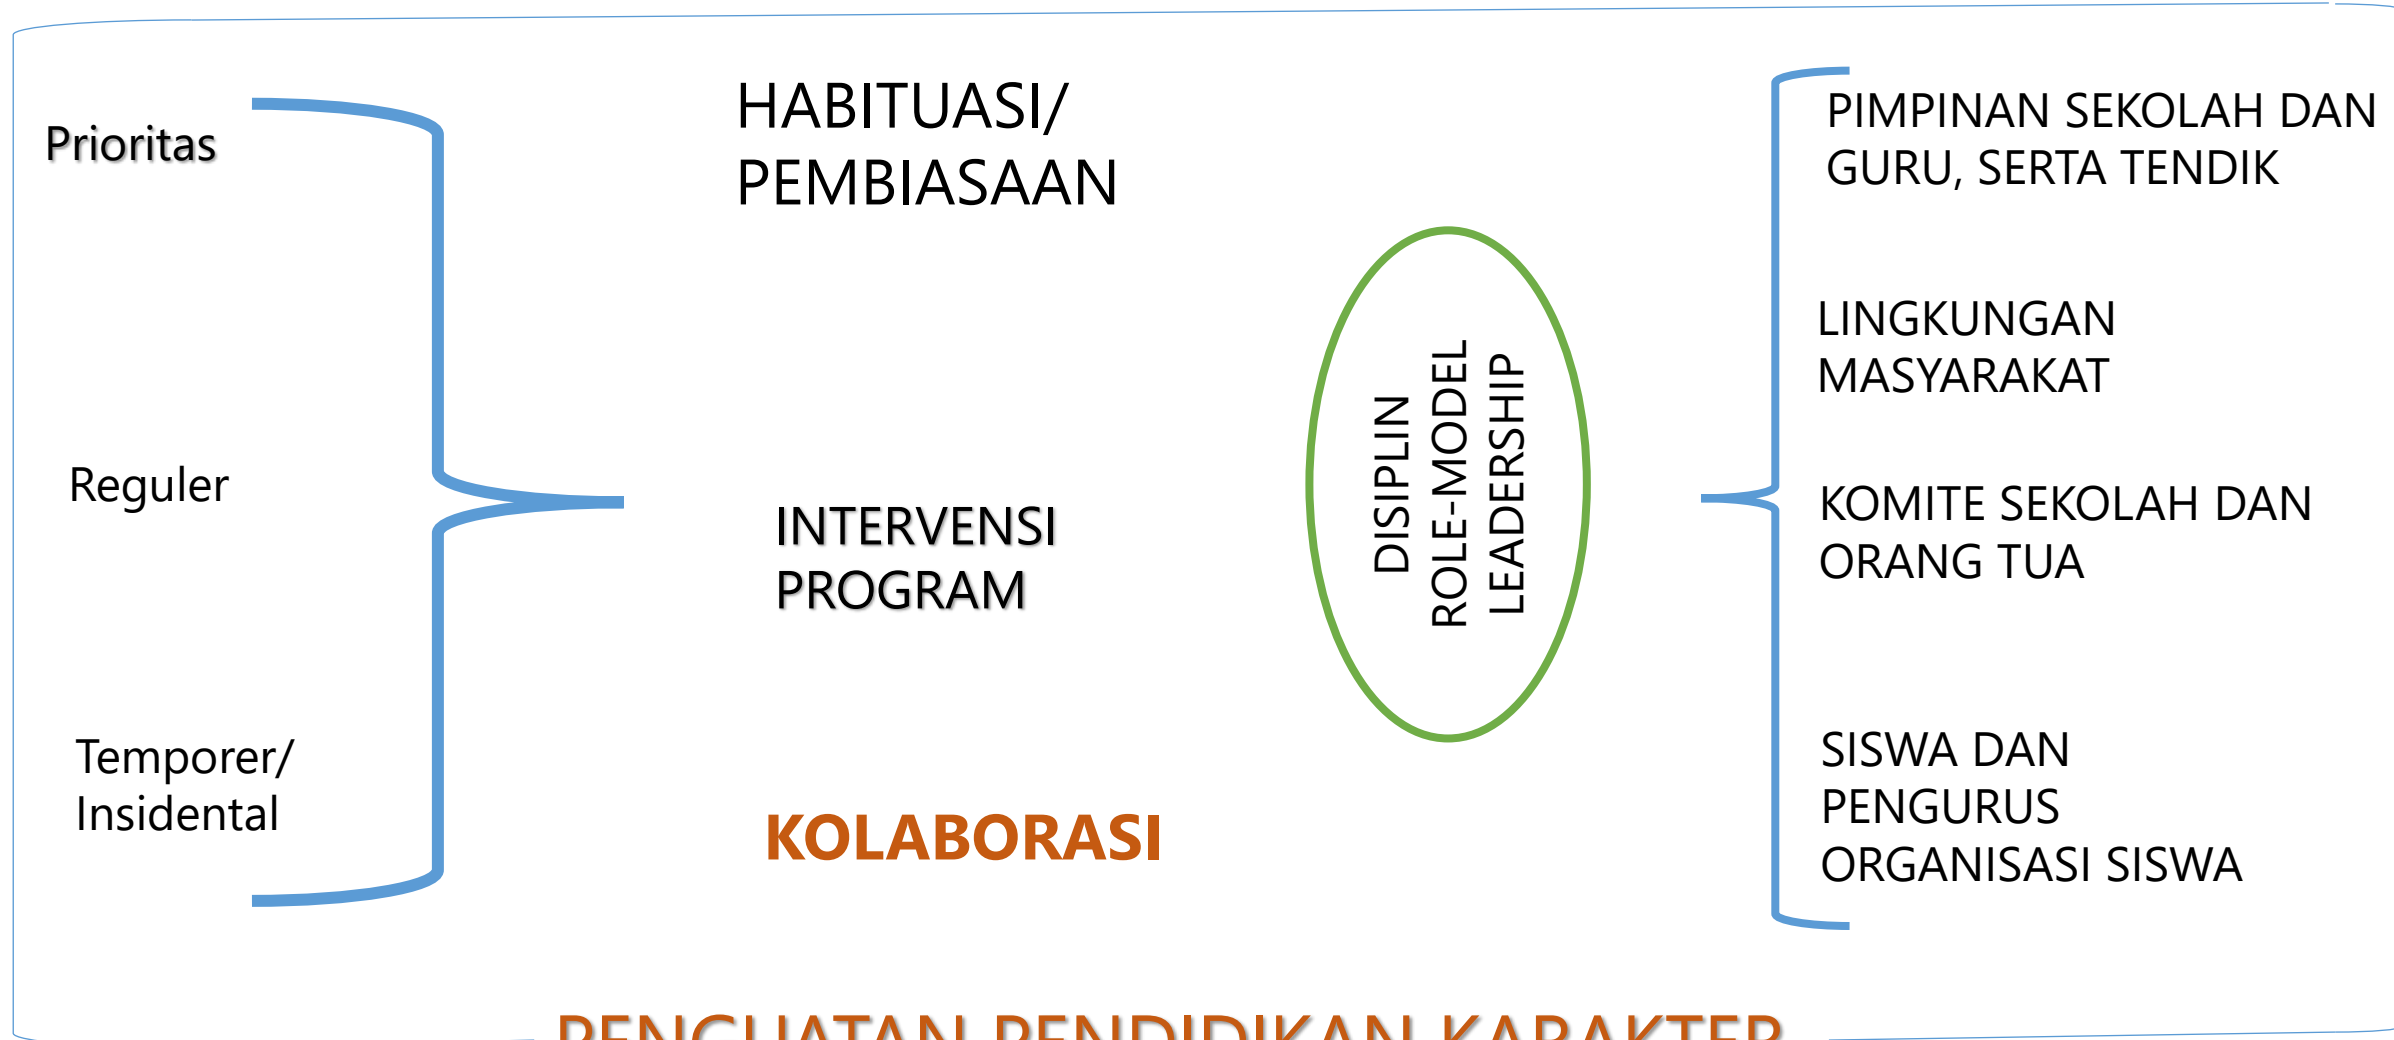 Prioritas
Reguler
Temporer/
Insidental
HABITUASI/
PEMBIASAAN
INTERVENSI
PROGRAM
KOLABORASI
DISIPLIN
ROLE-MODEL
LEADERSHIP
PIMPINAN SEKOLAH DAN
GURU, SERTA TENDIK
LINGKUNGAN
MASYARAKAT
KOMITE SEKOLAH DAN
ORANG TUA
SISWA DAN
PENGURUS
ORGANISASI SISWA
PENGUATAN PENDIDIKAN KARAKTER